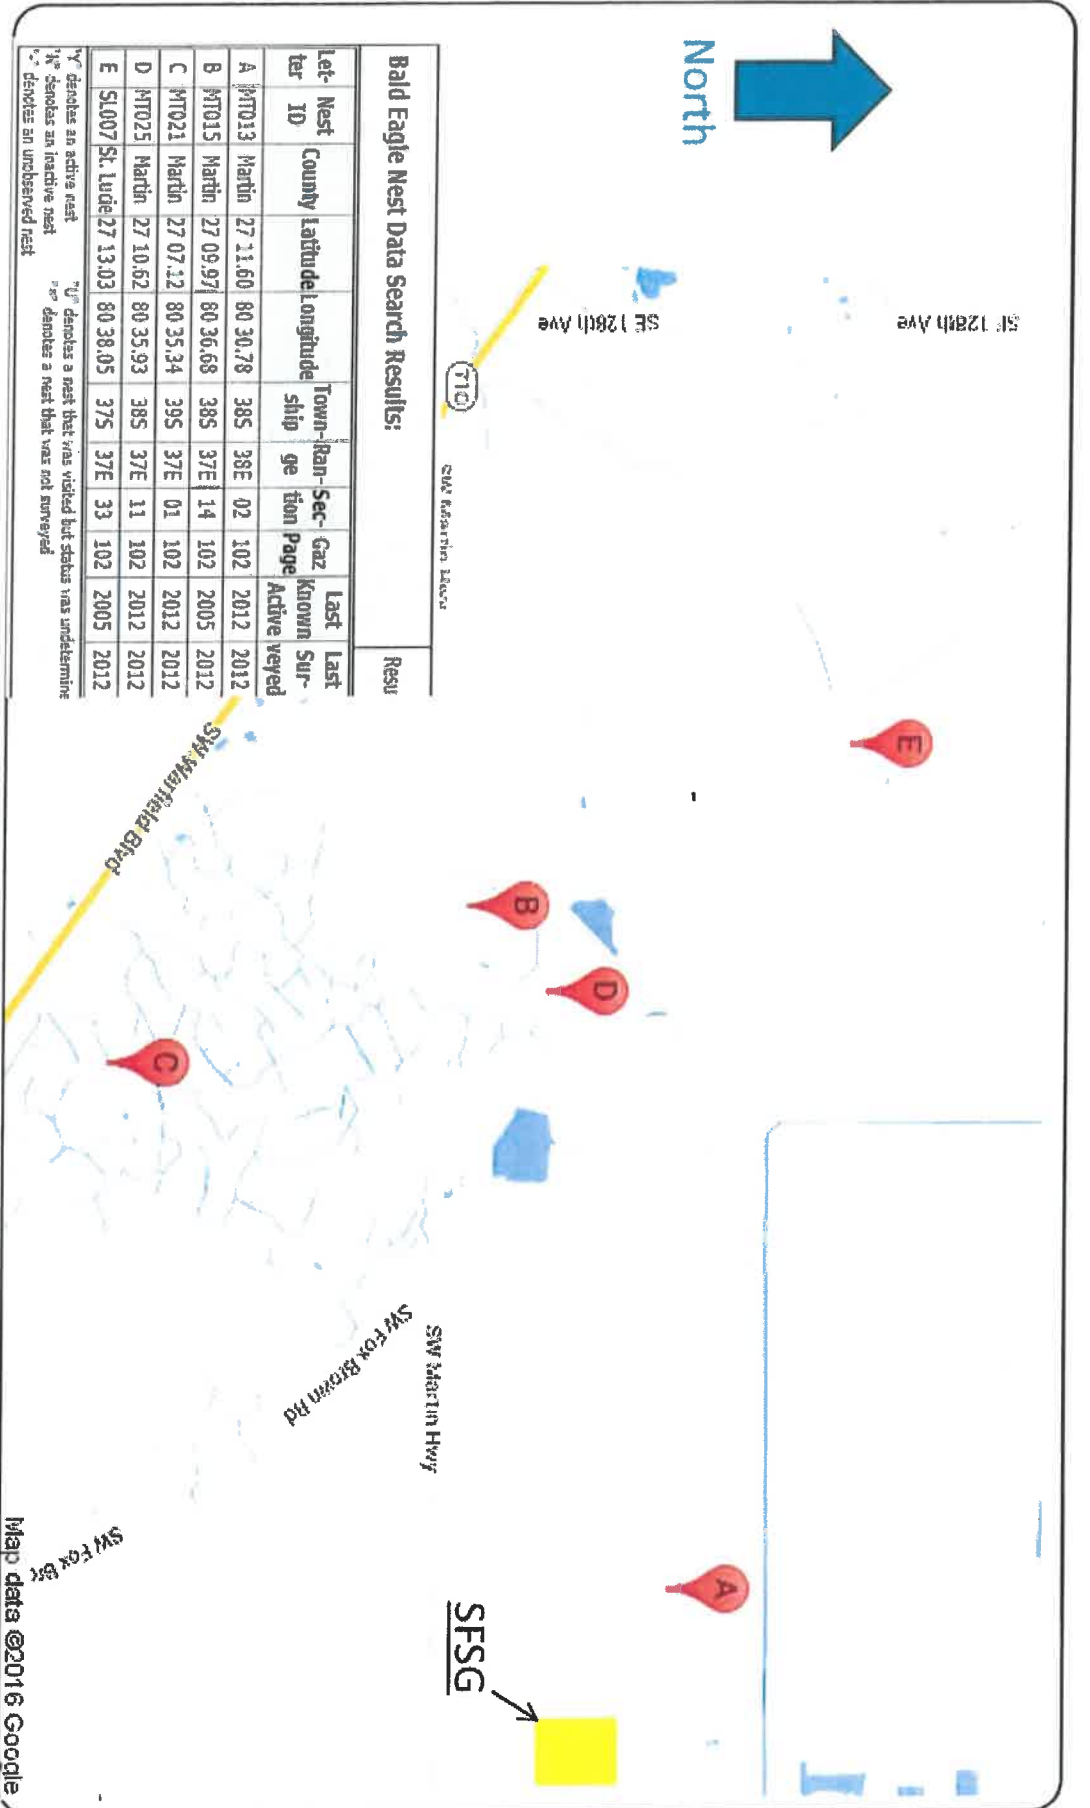 North
SE 128th Ave
SE 128th Ave
710
SW Martin Hwy
E
B
D
C
A
SW Warfield Blvd
SW Fox Brown Rd
SW Martin Hwy
SW Fox Br
SFSG
Map data ©2016 Google
Bald Eagle Nest Data Search Results:
Resu
Let-ter Nest ID County Latitude Longitude Town-ship Ran-ge Sec-tion Gaz Page Last Known Active Last Sur-veyed
A MT013 Martin 27 11.60 80 30.78 38S 38E 02 102 2012 2012
B MT015 Martin 27 09.97 80 36.68 38S 37E 14 102 2005 2012
C MT021 Martin 27 07.12 80 35.34 39S 37E 01 102 2012 2012
D MT025 Martin 27 10.62 80 35.93 38S 37E 11 102 2012 2012
E SL007 St. Lucie 27 13.03 80 38.05 37S 37E 33 102 2005 2012
"Y" denotes an active nest "U" denotes a nest that was visited but status was undetermine
"N" denotes an inactive nest "*" denotes a nest that was not surveyed
"-" denotes an unobserved nest